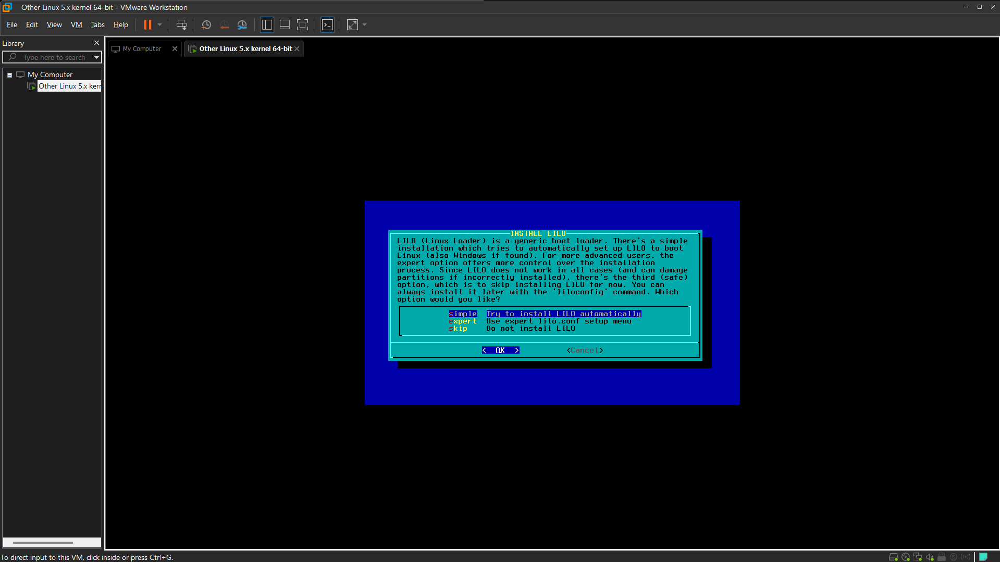 Other Linux 5.x kernel 64-bit - VMware Workstation
File Edit View VM Tabs Help
Library
Type here to search
My Computer
Other Linux 5.x kern
My Computer
Other Linux 5.x kernel 64-bit
INSTALL LILO
LILO (Linux Loader) is a generic boot loader. There's a simple
installation which tries to automatically set up LILO to boot
Linux (also Windows if found). For more advanced users, the
expert option offers more control over the installation
process. Since LILO does not work in all cases (and can damage
partitions if incorrectly installed), there's the third (safe)
option, which is to skip installing LILO for now. You can
always install it later with the 'liloconfig' command. Which
option would you like?
simple Try to install LILO automatically
expert Use expert lilo.conf setup menu
skip Do not install LILO
< OK > <Cancel>
To direct input to this VM, click inside or press Ctrl+G.